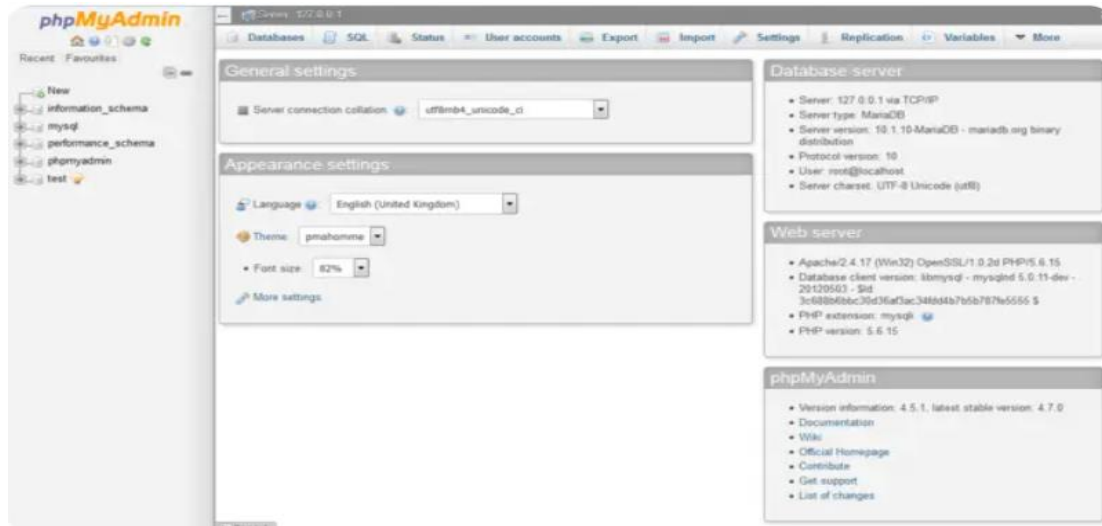 phpMyAdmin
Recent Favourites
New
information_schema
mysql
performance_schema
phpmyadmin
test
Server: 127.0.0.1
Databases SQL Status User accounts Export Import Settings Replication Variables More
General settings
Server connection collation utf8mb4_unicode_ci
Appearance settings
Language English (United Kingdom)
Theme: pmahomme
Font size: 82%
More settings
Database server
Server: 127.0.0.1 via TCP/IP
Server type: MariaDB
Server version: 10.1.10-MariaDB - mariadb.org binary
distribution
Protocol version: 10
User: root@localhost
Server charset: UTF-8 Unicode (utf8)
Web server
Apache/2.4.17 (Win32) OpenSSL/1.0.2d PHP/5.6.15
Database client version: libmysql - mysqlnd 5.0.11-dev -
20120503 - $Id:
PHP extension: mysqli
PHP version: 5.6.15
phpMyAdmin
Version information: 4.5.1, latest stable version: 4.7.0
Documentation
Wiki
Official Homepage
Contribute
Get support
List of changes